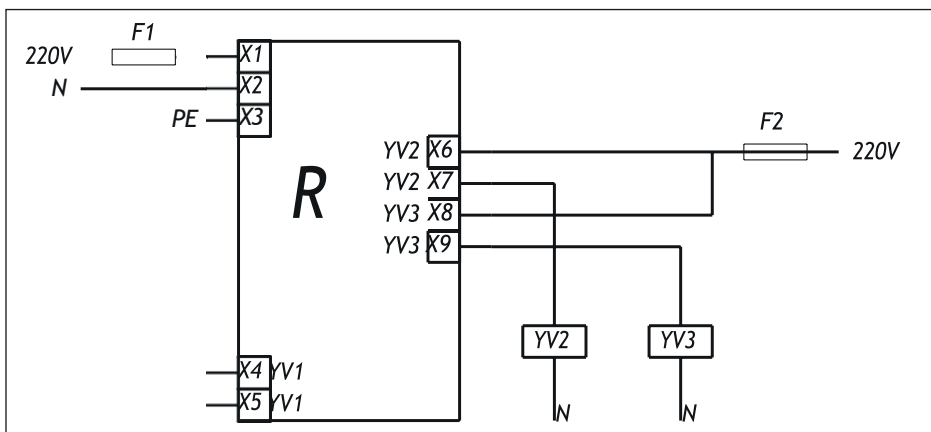 F1
220V
X1
N
X2
PE
X3
F2
YV2 X6
220V
YV2 X7
R
YV3 X8
YV3 X9
YV2
YV3
X4 YV1
X5 YV1
N
N